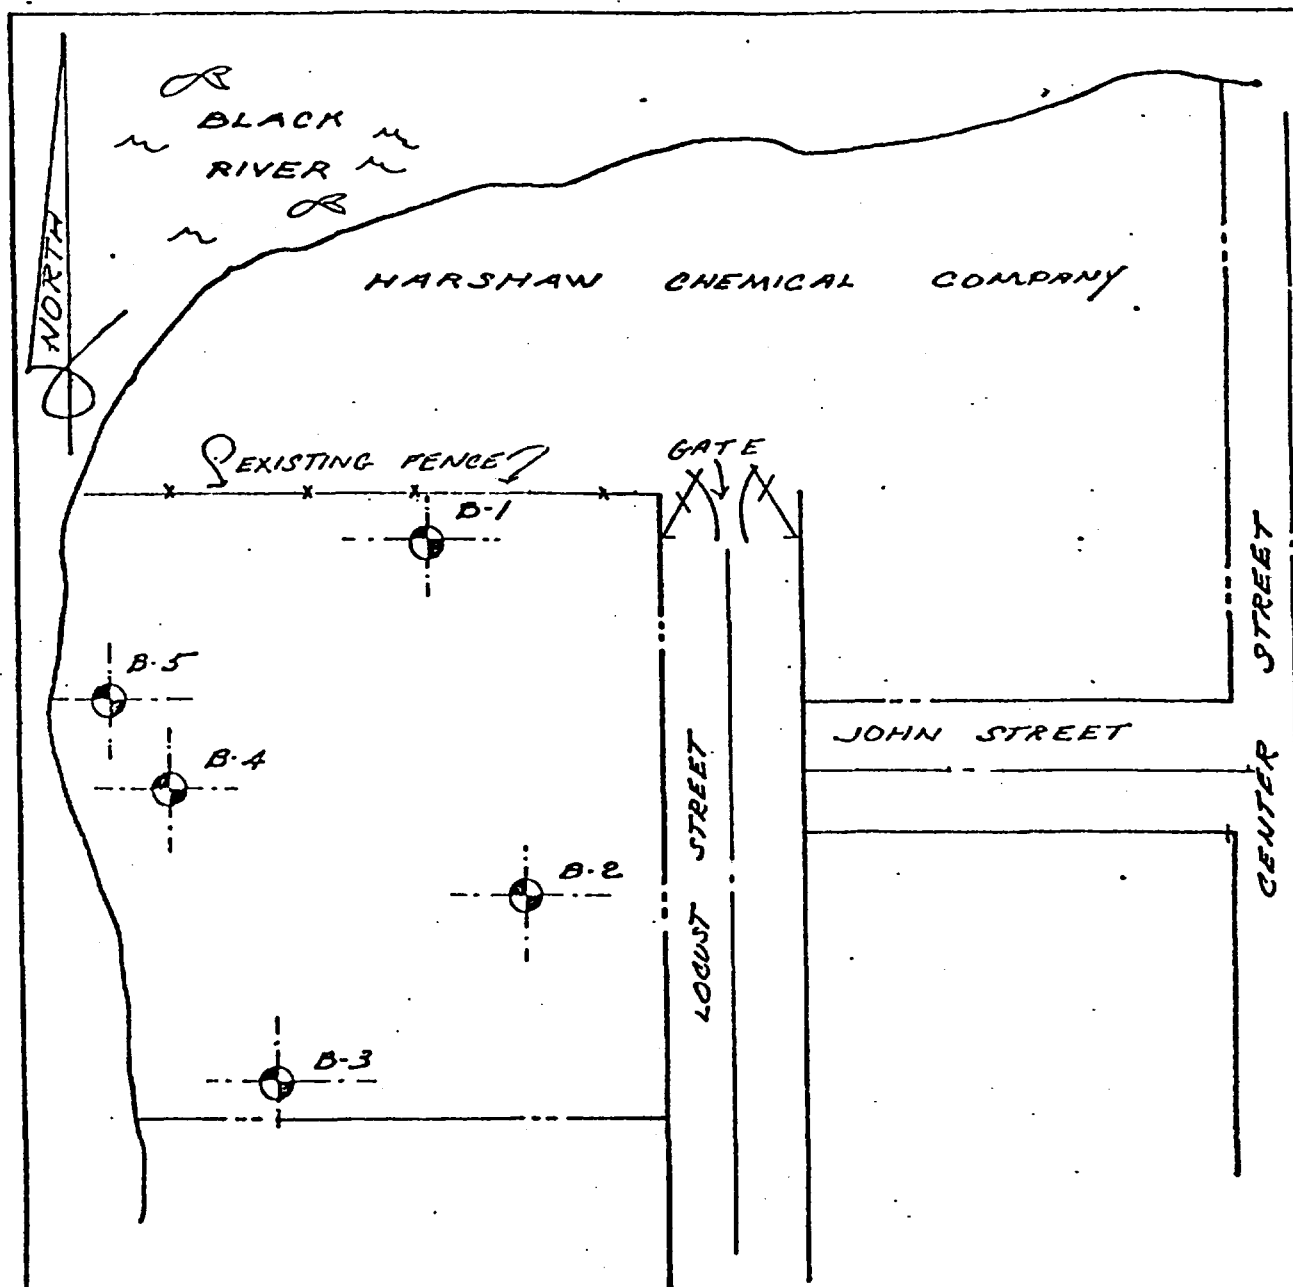 BLACK
RIVER
NORTH
HARSHAW CHEMICAL COMPANY
EXISTING FENCE
GATE
B-1
B-5
B-4
B-2
B-3
LOCUST STREET
JOHN STREET
CENTER STREET